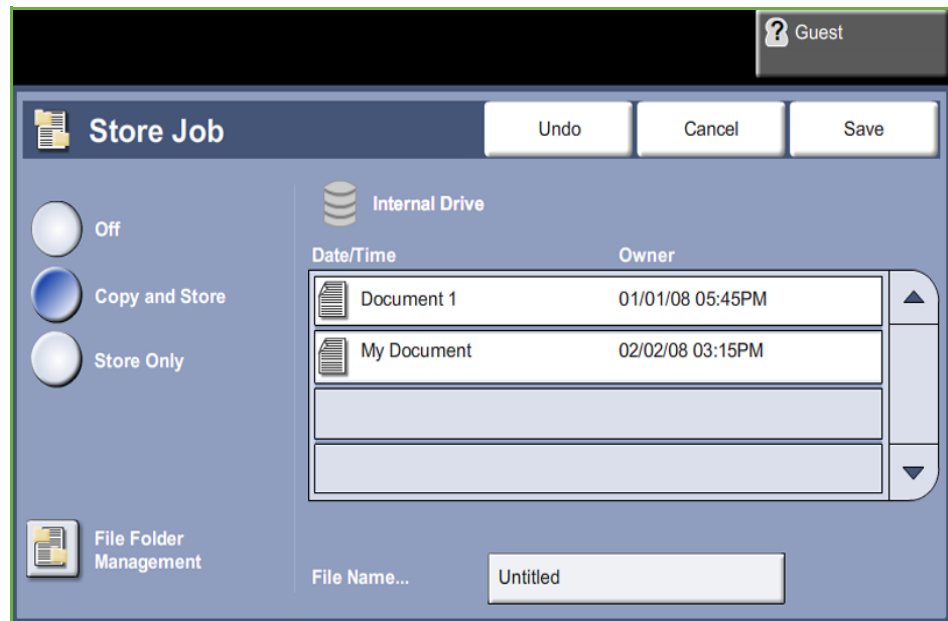 Guest
Store Job
Undo
Cancel
Save
Off
Copy and Store
Store Only
File Folder
Management
Internal Drive
Date/Time Owner
Document 1 01/01/08 05:45PM
My Document 02/02/08 03:15PM
File Name... Untitled